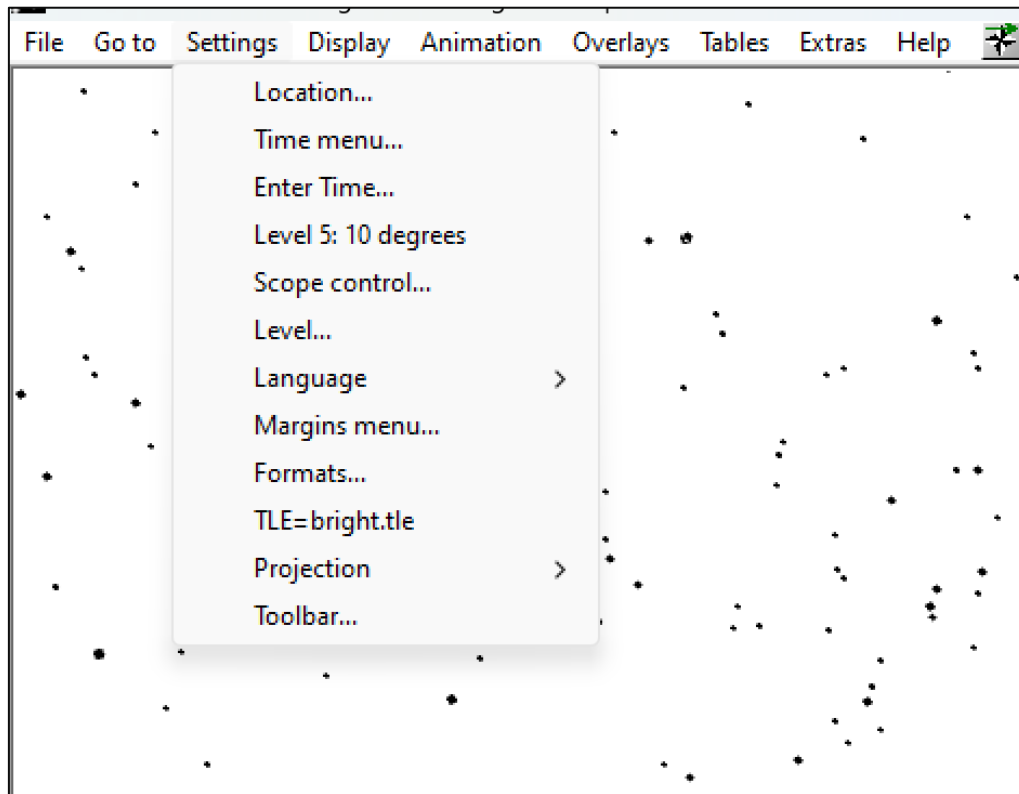 File Go to Settings Display Animation Overlays Tables Extras Help
Location...
Time menu...
Enter Time...
Level 5: 10 degrees
Scope control...
Level...
Language
Margins menu...
Formats...
TLE=bright.tle
Projection
Toolbar...